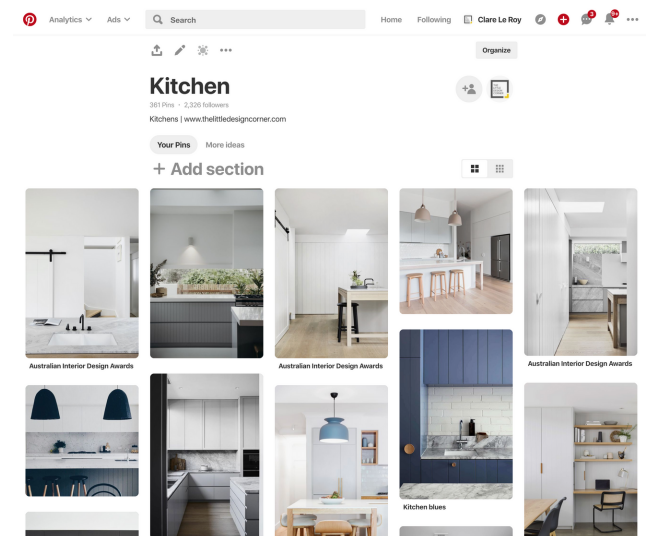 Analytics Ads Search Home Following Clare Le Roy 3 9+
Organize
Kitchen
361 Pins · 2,326 followers
Kitchens | www.thelittledesigncorner.com
Your Pins More ideas
+ Add section
Australian Interior Design Awards Australian Interior Design Awards Australian Interior Design Awards
Kitchen blues